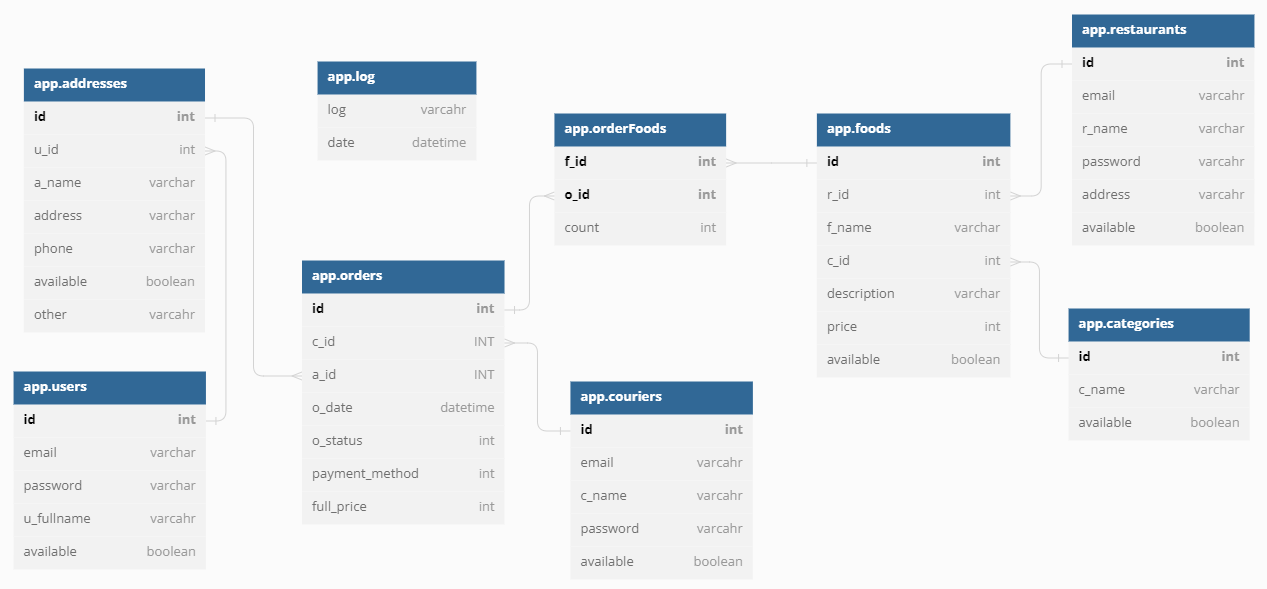 app.addresses
id int
u_id int
a_name varchar
address varchar
phone varchar
available boolean
other varcahr
app.users
id int
email varchar
password varchar
u_fullname varcahr
available boolean
app.log
log varcahr
date datetime
app.orders
id int
c_id INT
a_id INT
o_date datetime
o_status int
payment_method int
full_price int
app.orderFoods
f_id int
o_id int
count int
app.couriers
id int
email varcahr
c_name varcahr
password varcahr
available boolean
app.foods
id int
r_id int
f_name varchar
c_id int
description varchar
price int
available boolean
app.restaurants
id int
email varcahr
r_name varchar
password varcahr
address varcahr
available boolean
app.categories
id int
c_name varchar
available boolean